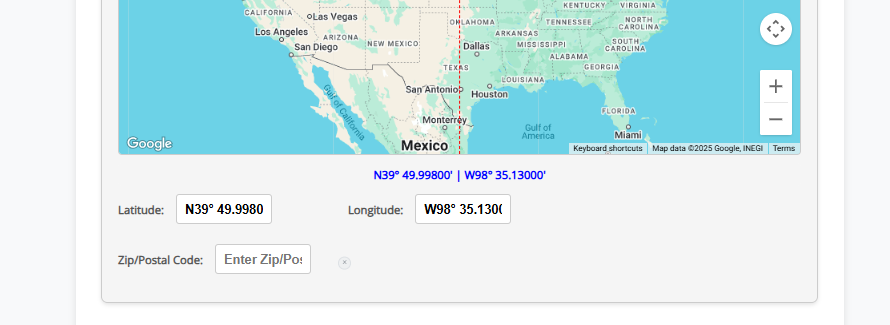 KENTUCKY
VIRGINIA
CALIFORNIA
Las Vegas
OKLAHOMA
TENNESSEE
NORTH
CAROLINA
Los Angeles
ARIZONA
NEW MEXICO
ARKANSAS
MISSISSIPPI
SOUTH
CAROLINA
San Diego
Dallas
ALABAMA
TEXAS
GEORGIA
LOUISIANA
San Antonio
Houston
Gulf of
California
FLORIDA
Monterrey
Gulf of
America
Miami
Mexico
Google
Keyboard shortcuts
Map data ©2025 Google, INEGI
Terms
N39° 49.99800' | W98° 35.13000'
Latitude: N39° 49.9980 Longitude: W98° 35.130(
Zip/Postal Code: Enter Zip/Pos